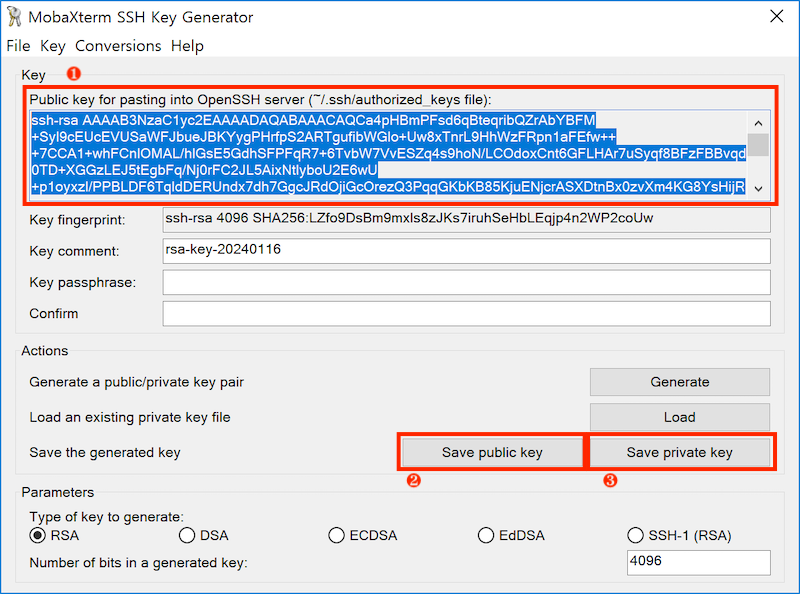 MobaXterm SSH Key Generator
File Key Conversions Help
Key ❶
Public key for pasting into OpenSSH server (~/.ssh/authorized_keys file):
ssh-rsa AAAAB3NzaC1yc2EAAAADAQABAAACAQCa4pHBmPFsd6qBteqribQZrAbYBFM
+Syl9cEUcEVUSaWFJbueJBKYygPHrfpS2ARTgufibWGlo+Uw8xTnrL9HhWzFRpn1aFEfw++
+7CCA1+whFCnIOMAL/hlGsE5GdhSFPFqR7+6TvbW7VvESZq4s9hoN/LCOdoxCnt6GFLHAr7uSyqf8BFzFBBvqd
0TD+XGGzLEJ5tEgbFq/Nj0rFC2JL5AixNtlyboU2E6wU
+p1oyxzl/PPBLDF6TqldDERUndx7dh7GgcJRdOjiGcOrezQ3PqqGKbKB85KjuENjcrASXDtnBx0zvXm4KG8YsHijR
Key fingerprint: ssh-rsa 4096 SHA256:LZfo9DsBm9mxls8zJKs7iruhSeHbLEqjp4n2WP2coUw
Key comment: rsa-key-20240116
Key passphrase:
Confirm
Actions
Generate a public/private key pair Generate
Load an existing private key file Load
Save the generated key Save public key Save private key
❷ ❸
Parameters
Type of key to generate:
RSA DSA ECDSA EdDSA SSH-1 (RSA)
Number of bits in a generated key: 4096